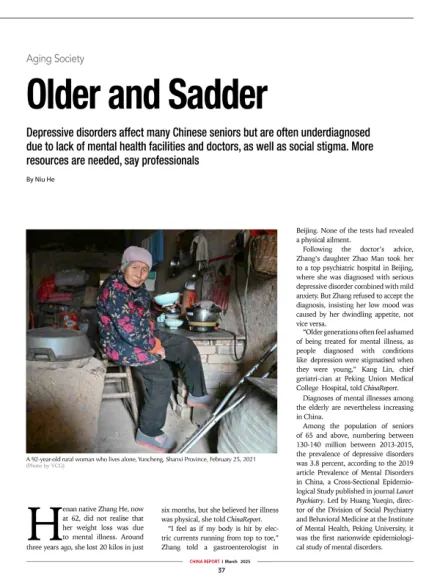 Aging Society
Older and Sadder
Depressive disorders affect many Chinese seniors but are often underdiagnosed
due to lack of mental health facilities and doctors, as well as social stigma. More
resources are needed, say professionals
By Niu He
A 92-year-old rural woman who lives alone, Yuncheng, Shanxi Province, February 25, 2021
(Photo by VCG)
Henan native Zhang He, now
at 62, did not realise that
her weight loss was due
to mental illness. Around
three years ago, she lost 20 kilos in just
six months, but she believed her illness
was physical, she told ChinaReport.
"I feel as if my body is hit by elec-
tric currents running from top to toe,"
Zhang told a gastroenterologist in
Beijing. None of the tests had revealed
a physical ailment.
Following the doctor's advice,
Zhang's daughter Zhao Man took her
to a top psychiatric hospital in Beijing,
where she was diagnosed with serious
depressive disorder combined with mild
anxiety. But Zhang refused to accept the
diagnosis, insisting her low mood was
caused by her dwindling appetite, not
vice versa.
"Older generations often feel ashamed
of being treated for mental illness, as
people diagnosed with conditions
like depression were stigmatised when
they were young," Kang Lin, chief
geriatri-cian at Peking Union Medical
College Hospital, told ChinaReport.
Diagnoses of mental illnesses among
the elderly are nevertheless increasing
in China.
Among the population of seniors
of 65 and above, numbering between
130-140 million between 2013-2015,
the prevalence of depressive disorders
was 3.8 percent, according to the 2019
article Prevalence of Mental Disorders
in China, a Cross-Sectional Epidemio-
logical Study published in journal Lancet
Psychiatry. Led by Huang Yueqin, direc-
tor of the Division of Social Psychiatry
and Behavioral Medicine at the Institute
of Mental Health, Peking University, it
was the first nationwide epidemiologi-
cal study of mental disorders.
CHINA REPORT I March 2025
37